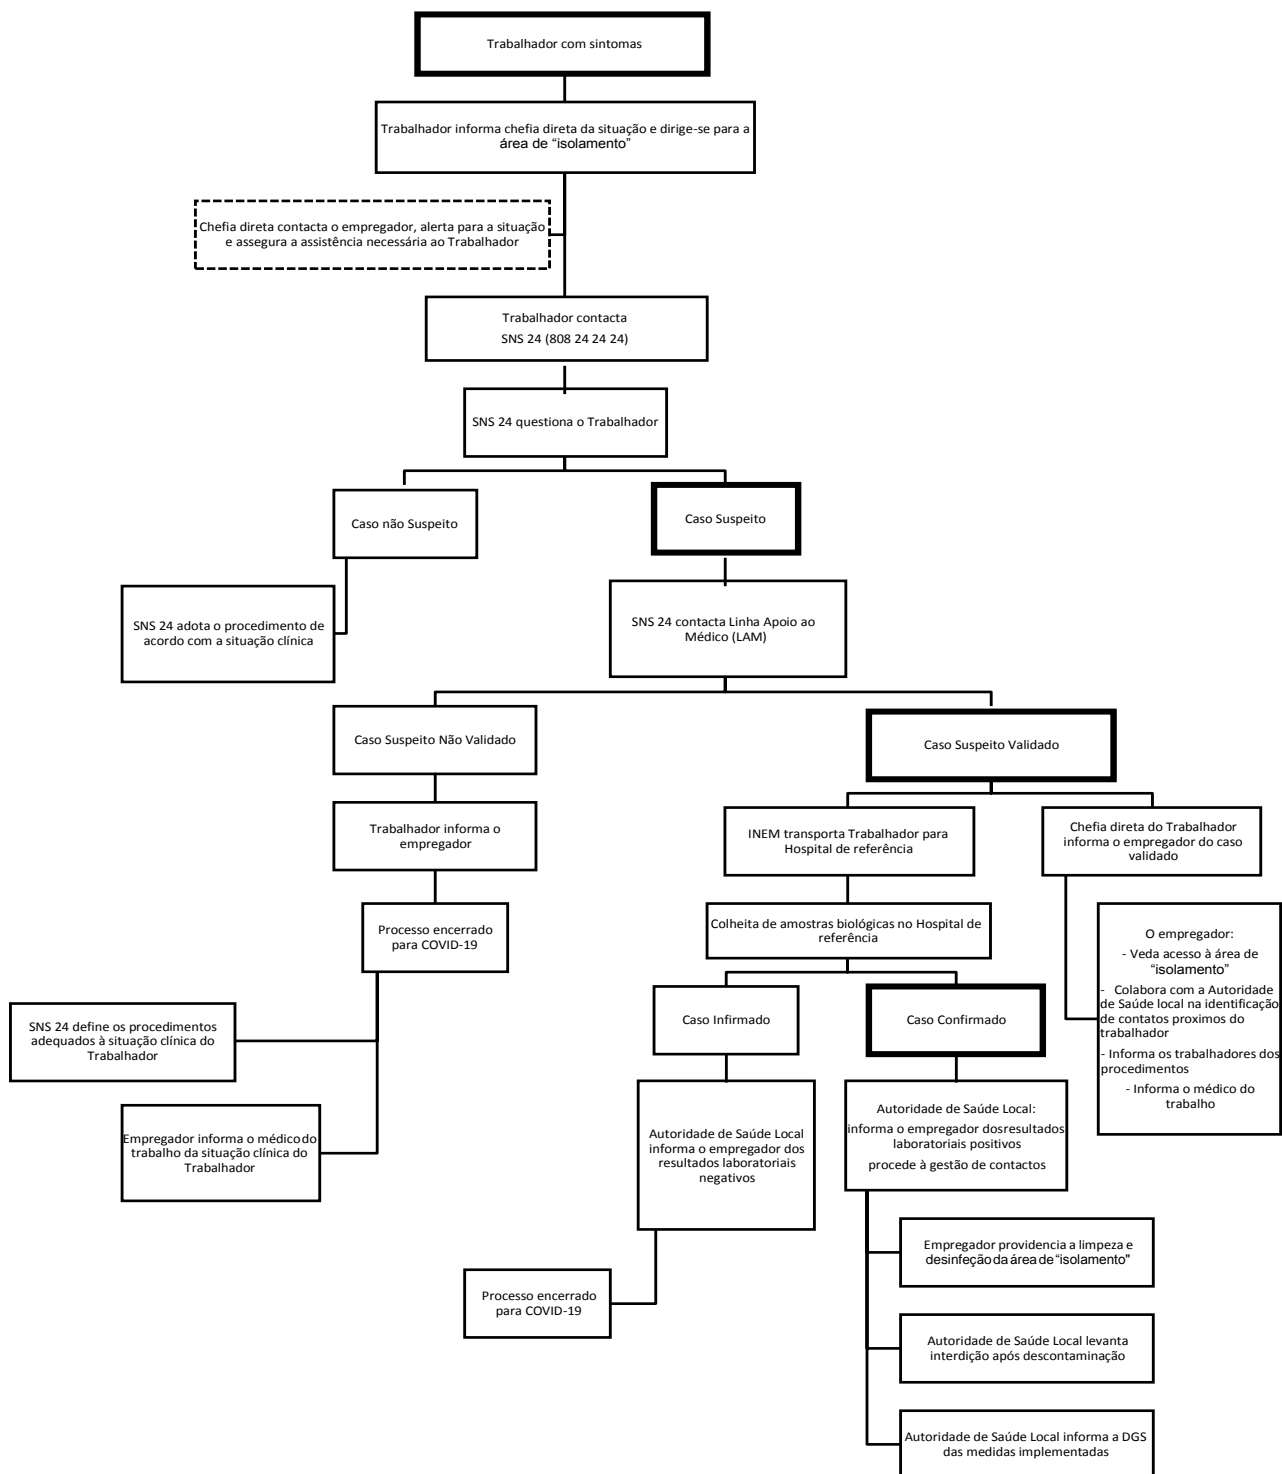 Trabalhador com sintomas
Trabalhador informa chefia direta da situação e dirige-se para a
área de “isolamento”
Chefia direta contacta o empregador, alerta para a situação
e assegura a assistência necessária ao Trabalhador
Trabalhador contacta
SNS 24 (808 24 24 24)
SNS 24 questiona o Trabalhador
Caso não Suspeito
Caso Suspeito
SNS 24 adota o procedimento de
acordo com a situação clínica
SNS 24 contacta Linha Apoio ao
Médico (LAM)
Caso Suspeito Não Validado
Caso Suspeito Validado
Trabalhador informa o
empregador
INEM transporta Trabalhador para
Hospital de referência
Chefia direta do Trabalhador
informa o empregador do caso
validado
Processo encerrado
para COVID-19
Colheita de amostras biológicas no Hospital de
referência
O empregador:
- Veda acesso à área de
“isolamento”
- Colabora com a Autoridade
de Saúde local na identificação
de contatos proximos do
trabalhador
- Informa os trabalhadores dos
procedimentos
- Informa o médico do
trabalho
SNS 24 define os procedimentos
adequados à situação clínica do
Trabalhador
Caso Infirmado
Caso Confirmado
Empregador informa o médico do
trabalho da situação clínica do
Trabalhador
Autoridade de Saúde Local
informa o empregador dos
resultados laboratoriais
negativos
Autoridade de Saúde Local:
informa o empregador dosresultados
laboratoriais positivos
procede à gestão de contactos
Empregador providencia a limpeza e
desinfeção da área de “isolamento"
Processo encerrado
para COVID-19
Autoridade de Saúde Local levanta
interdição após descontaminação
Autoridade de Saúde Local informa a DGS
das medidas implementadas